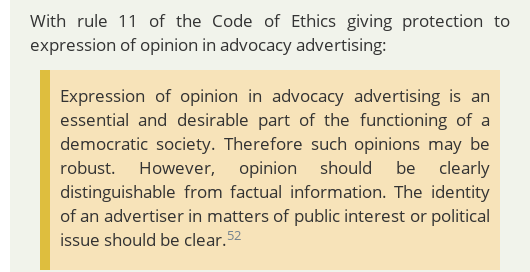 With rule 11 of the Code of Ethics giving protection to
expression of opinion in advocacy advertising:
Expression of opinion in advocacy advertising is an
essential and desirable part of the functioning of a
democratic society. Therefore such opinions may be
robust. However, opinion should be clearly
distinguishable from factual information. The identity
of an advertiser in matters of public interest or political
issue should be clear.52